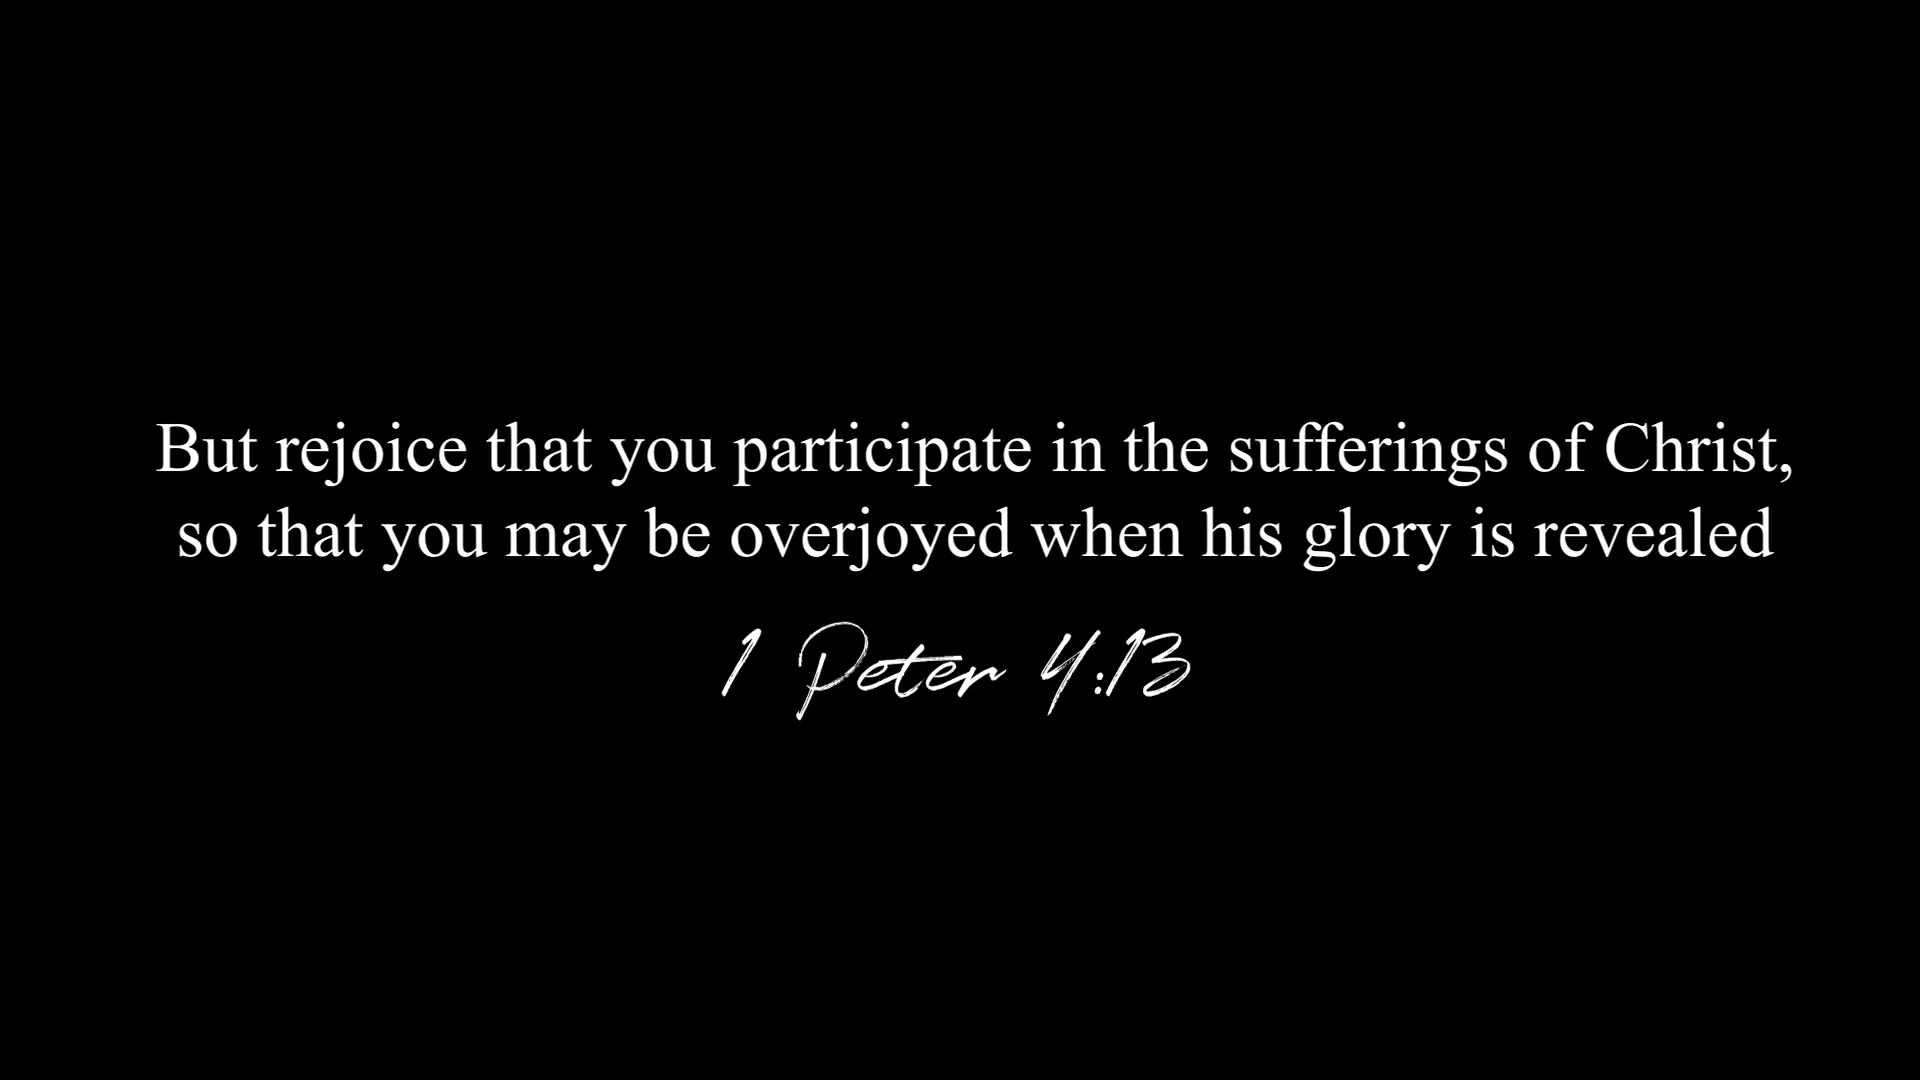 But rejoice that you participate in the sufferings of Christ,
so that you may be overjoyed when his glory is revealed
1 Peter 4:13